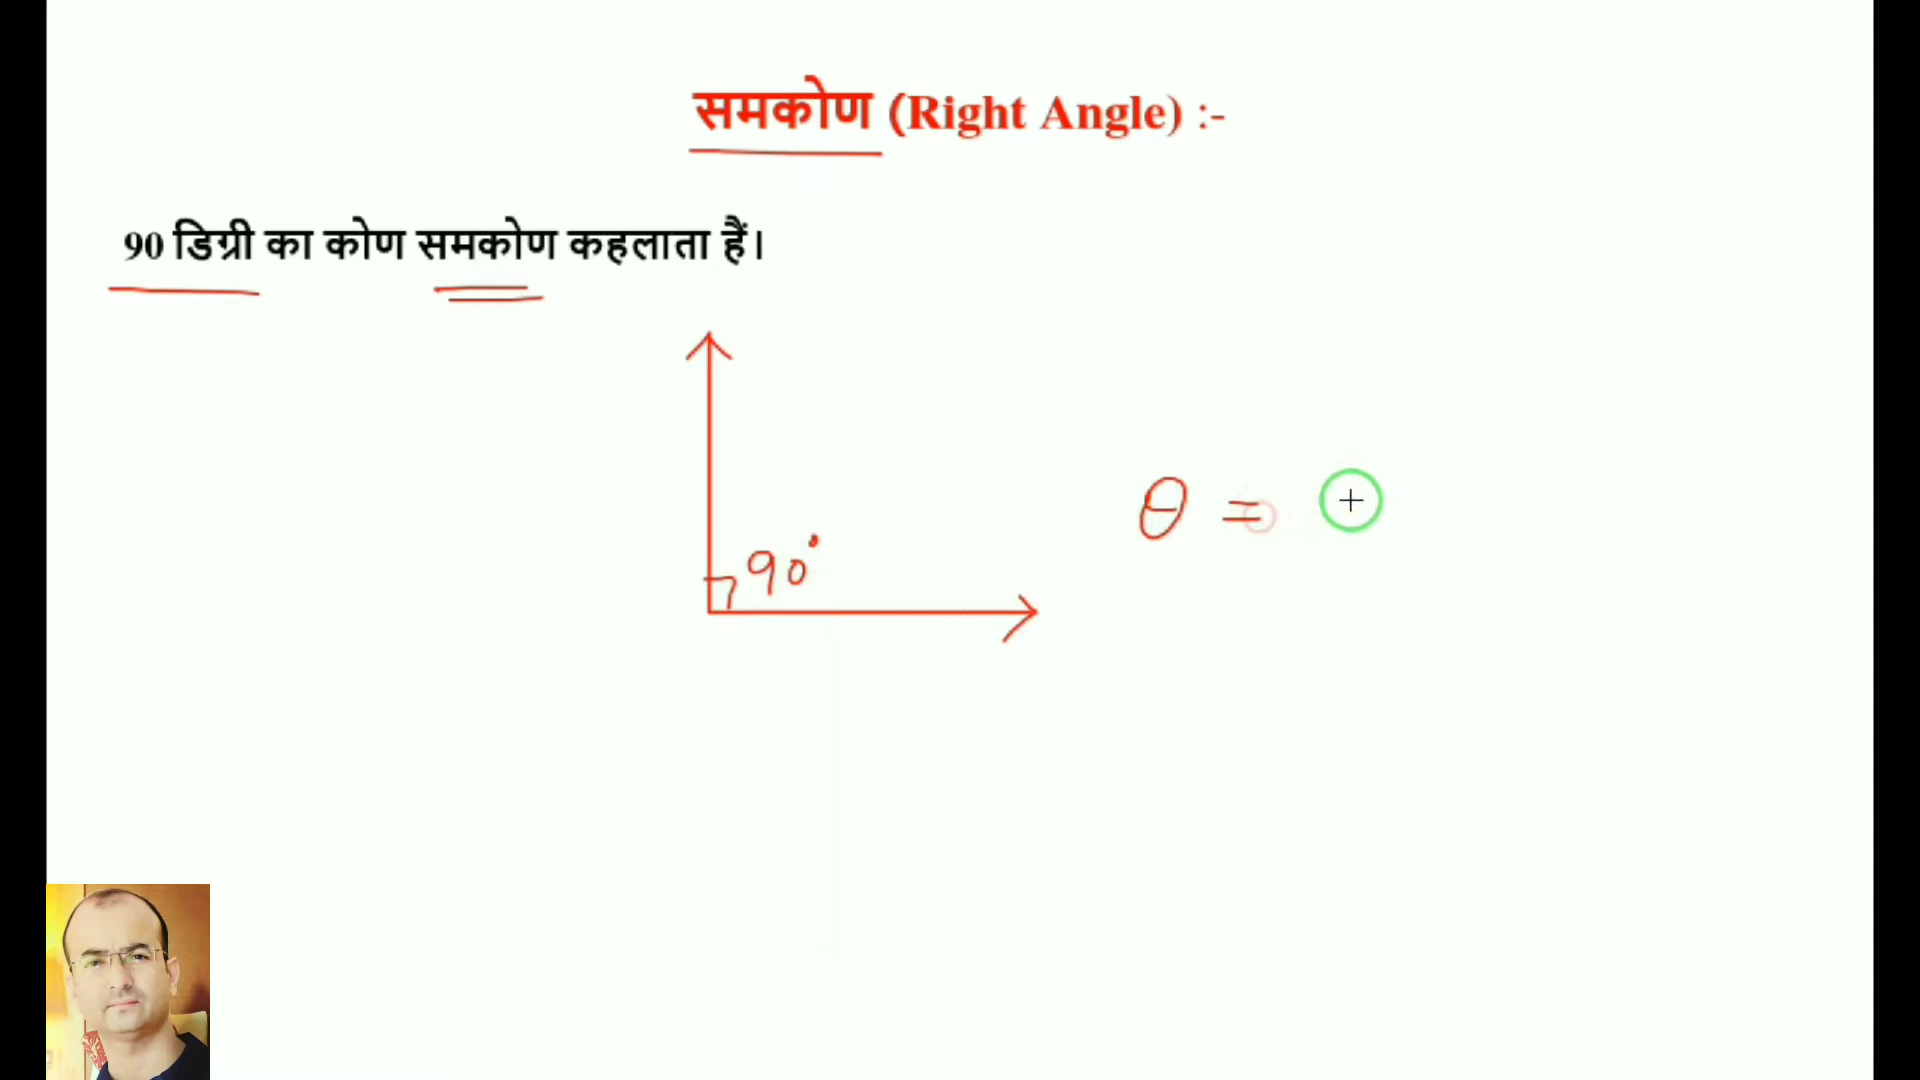 समकोण (Right Angle) :-
90 डिग्री का कोण समकोण कहलाता हैं।
90°
θ =